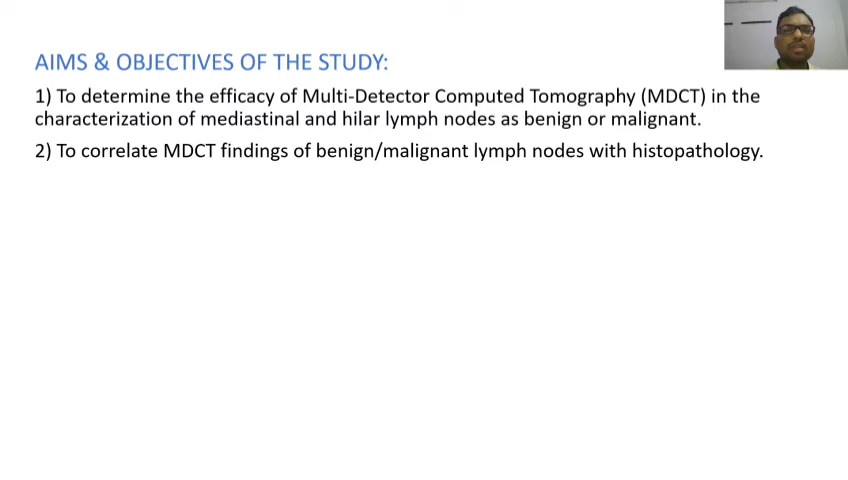 AIMS & OBJECTIVES OF THE STUDY:
1) To determine the efficacy of Multi-Detector Computed Tomography (MDCT) in the
characterization of mediastinal and hilar lymph nodes as benign or malignant.
2) To correlate MDCT findings of benign/malignant lymph nodes with histopathology.